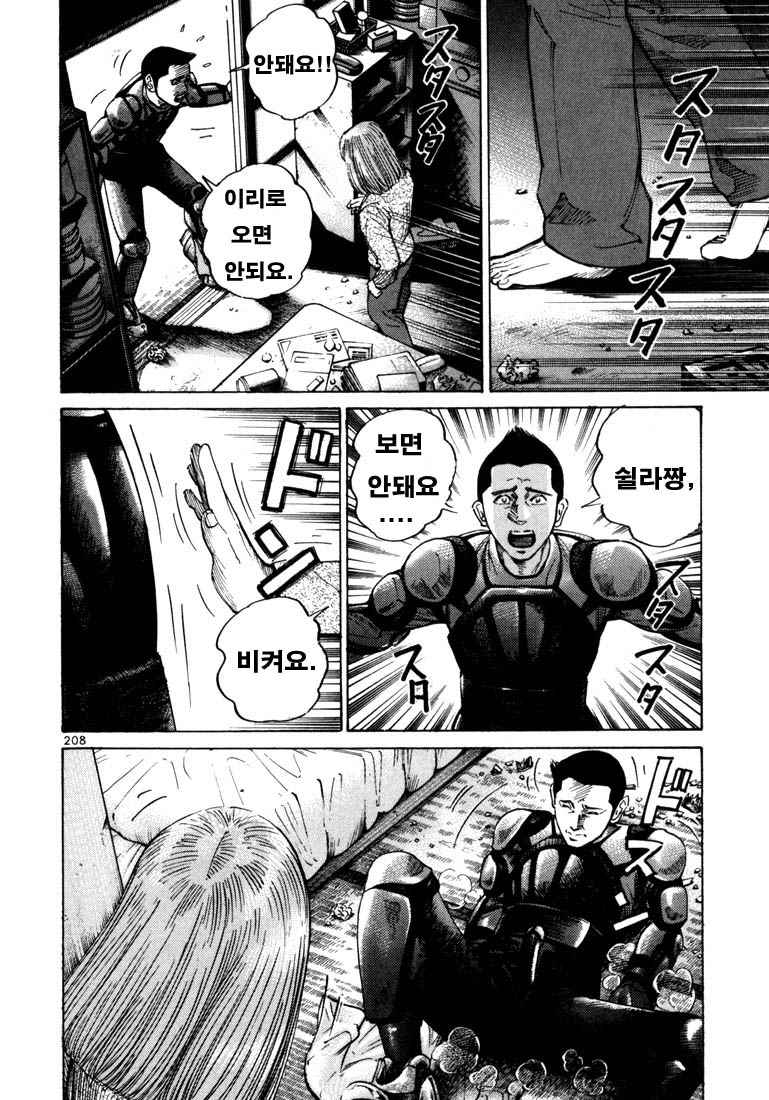 スタスタスタ
スタスタスタ
안돼요!!
이리로
오면
안되요.
쉴라짱,
보면
안돼요
....
スタ
スタ
ドン
비켜요.
208
ドサ